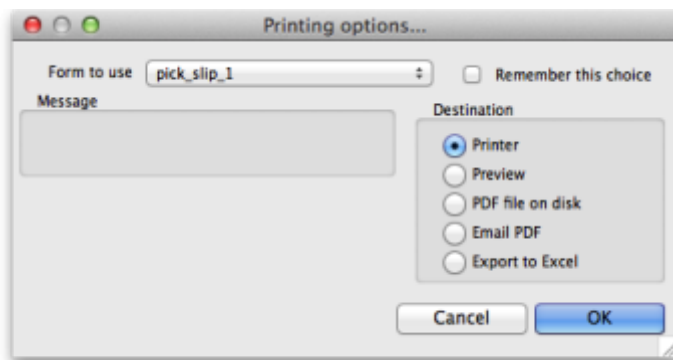 Printing options...
Form to use pick_slip_1 Remember this choice
Message
Destination
Printer
Preview
PDF file on disk
Email PDF
Export to Excel
Cancel OK